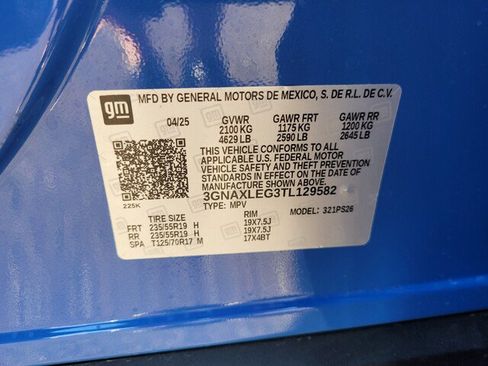 gm
MFD BY GENERAL MOTORS DE MEXICO, S. DE R.L. DE C.V.
04/25 GVWR GAWR FRT GAWR RR
2100 KG 1175 KG 1200 KG
4629 LB 2590 LB 2645 LB
THIS VEHICLE CONFORMS TO ALL
APPLICABLE U.S. FEDERAL MOTOR
VEHICLE SAFETY AND THEFT PREVENTION
STANDARDS IN EFFECT ON THE DATE OF
MANUFACTURE SHOWN ABOVE.
3GNAXLEG3TL129582
225K TYPE: MPV MODEL: 321PS26
TIRE SIZE RIM
FRT 235/55R19 H 19X7.5J
RR 235/55R19 H 19X7.5J
SPA T125/70R17 M 17X4BT